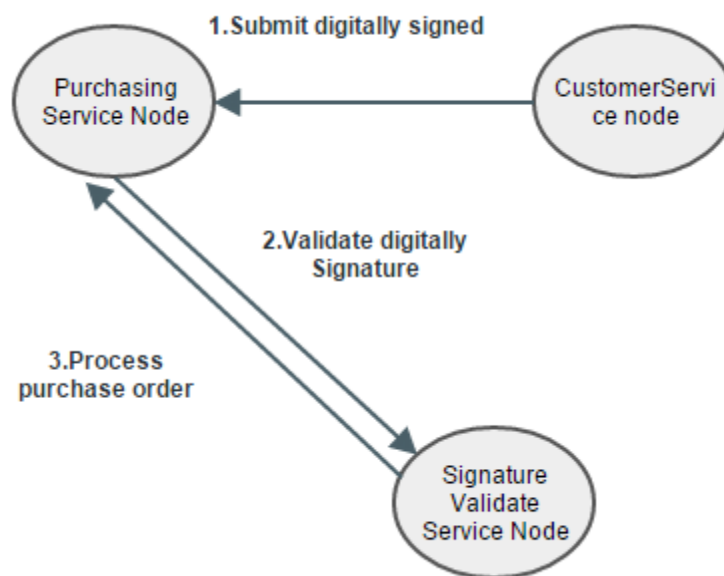 1.Submit digitally signed
Purchasing
Service Node
CustomerServi
ce node
2.Validate digitally
Signature
3.Process
purchase order
Signature
Validate
Service Node